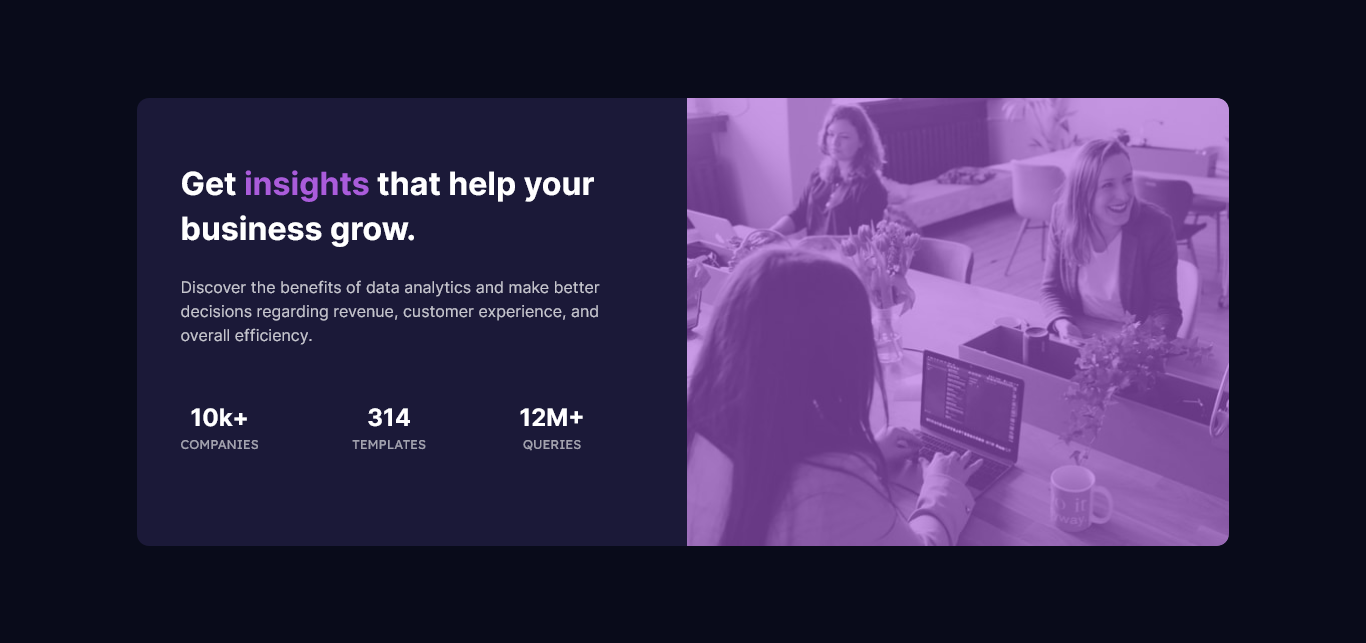 Get insights that help your
business grow.
Discover the benefits of data analytics and make better
decisions regarding revenue, customer experience, and
overall efficiency.
10k+ 314 12M+
COMPANIES TEMPLATES QUERIES